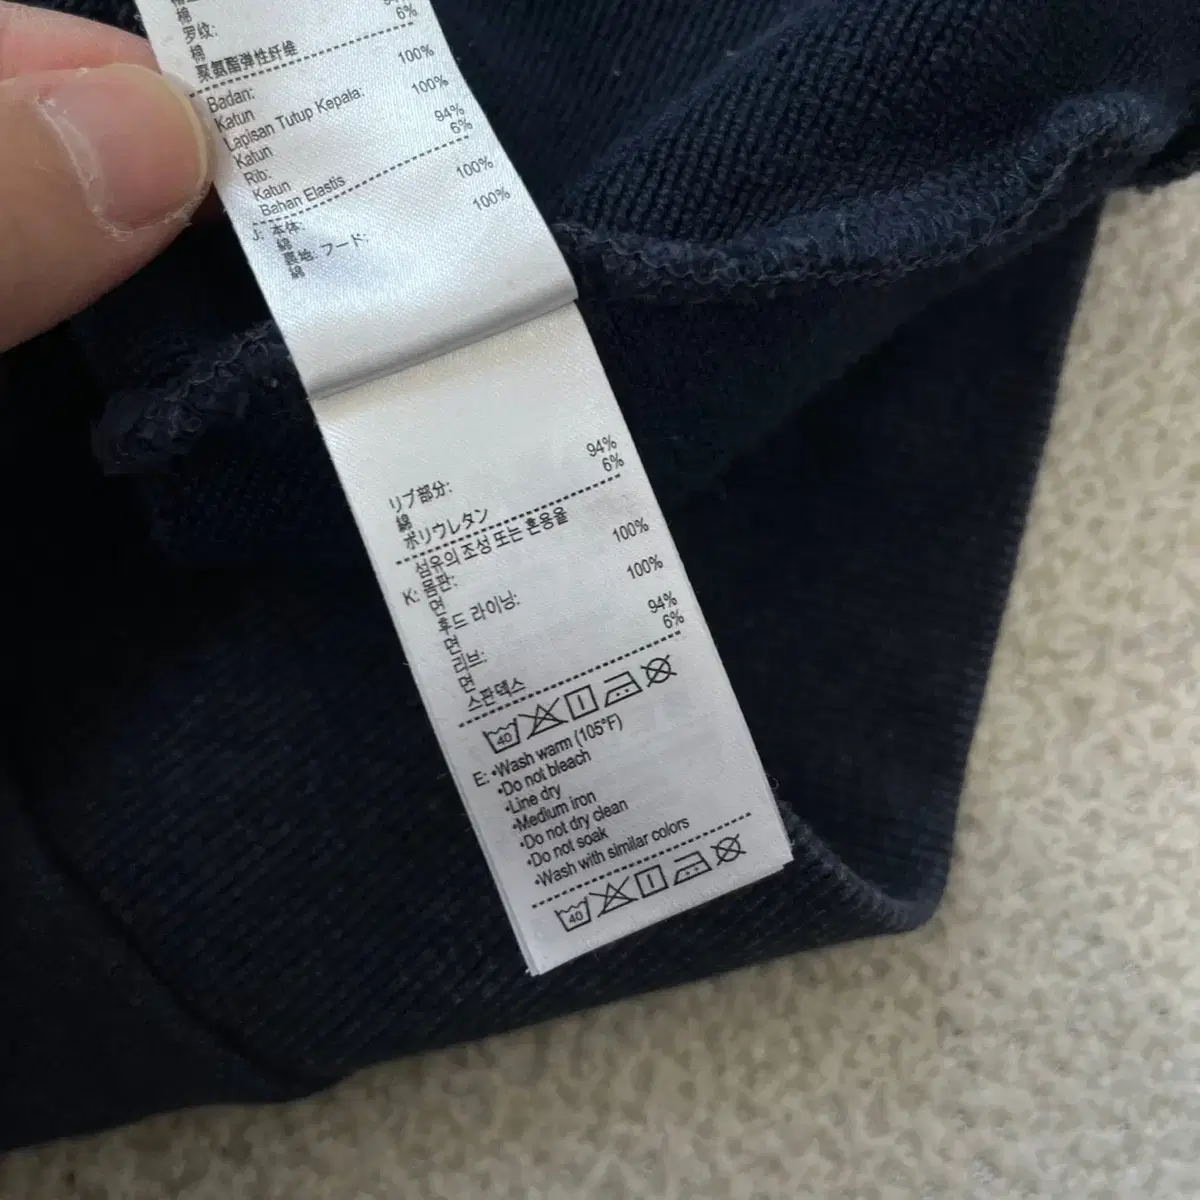 6%
罗纹:
棉
聚氨酯弹性纤维
Badan:
Katun 100%
Lapisan Tutup Kepala:
Katun 100%
Rib:
Katun 94%
Bahan Elastis 6%
J: 本体:
綿 100%
裏地: フード:
綿 100%
リブ部分:
綿 94%
ポリウレタン 6%
섬유의 조성 또는 혼용율
K: 몸판:
면 100%
후드 라이닝:
면 100%
리브:
면 94%
스판덱스 6%
40
E: •Wash warm (105°F)
•Do not bleach
•Line dry
•Medium iron
•Do not dry clean
•Do not soak
•Wash with similar colors
40